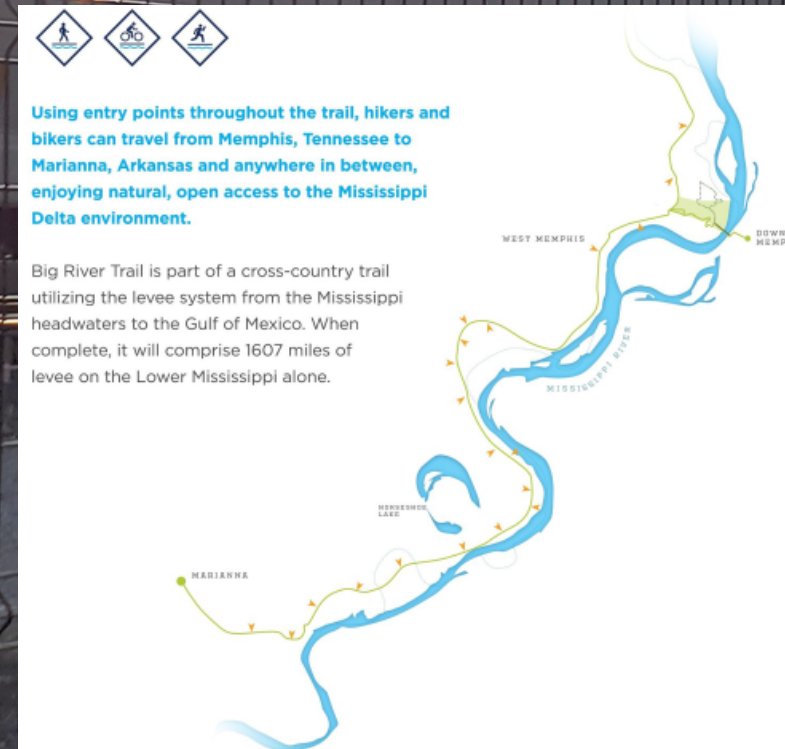 Using entry points throughout the trail, hikers and
bikers can travel from Memphis, Tennessee to
Marianna, Arkansas and anywhere in between,
enjoying natural, open access to the Mississippi
Delta environment.
Big River Trail is part of a cross-country trail
utilizing the levee system from the Mississippi
headwaters to the Gulf of Mexico. When
complete, it will comprise 1607 miles of
levee on the Lower Mississippi alone.
WEST MEMPHIS
DOWN
MEMP
MISSISSIPPI RIVER
HORSESHOE
LAKE
MARIANNA